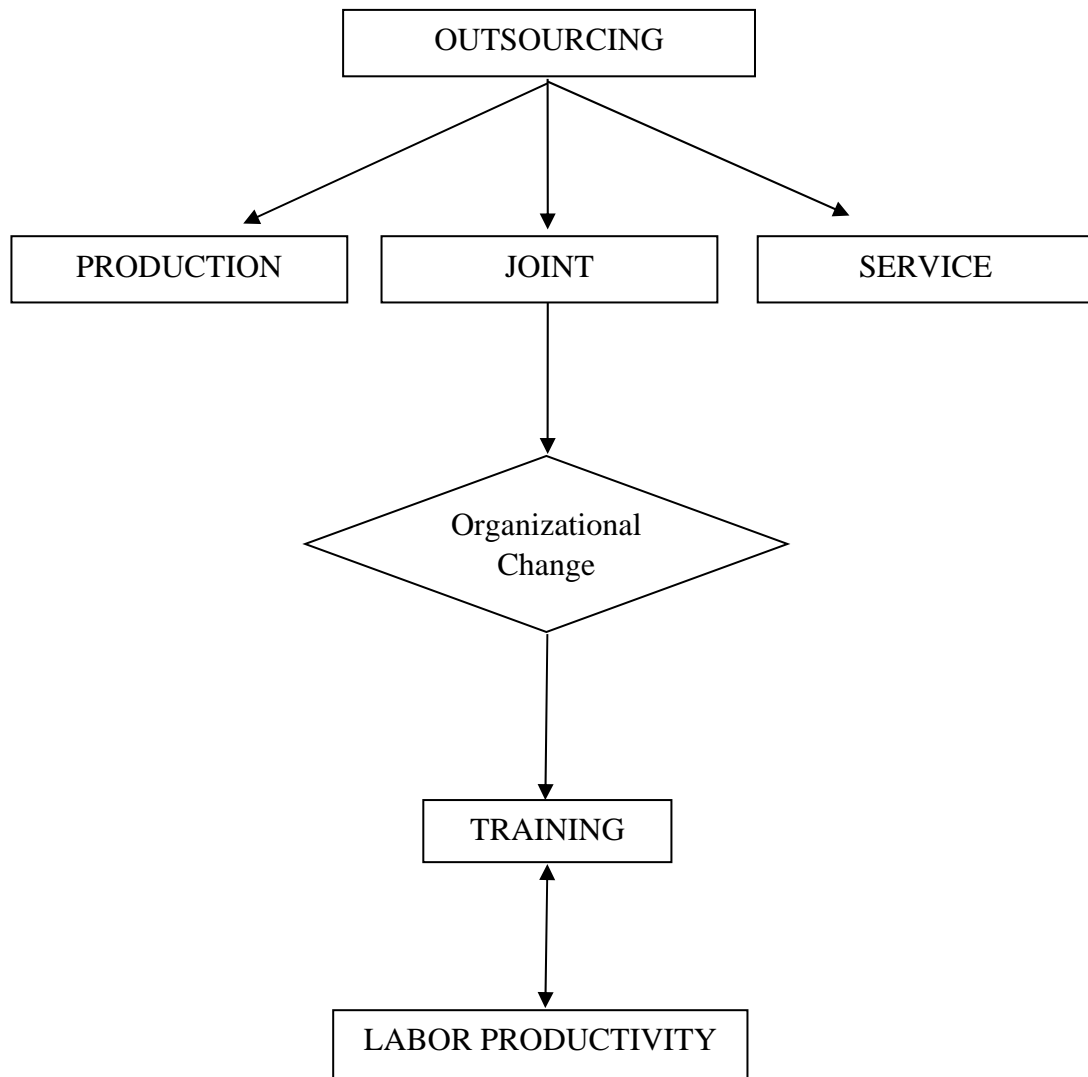 OUTSOURCING
PRODUCTION
JOINT
SERVICE
Organizational
Change
TRAINING
LABOR PRODUCTIVITY